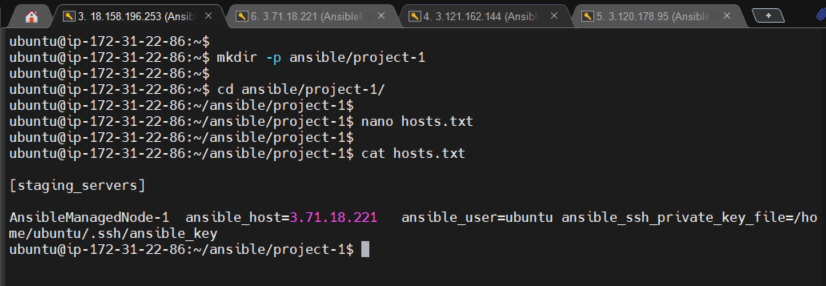 3. 18.158.196.253 (Ansib
6. 3.71.18.221 (Ansible
4. 3.121.162.144 (Ansib
5. 3.120.178.95 (Ansible
ubuntu@ip-172-31-22-86:~$
ubuntu@ip-172-31-22-86:~$ mkdir -p ansible/project-1
ubuntu@ip-172-31-22-86:~$
ubuntu@ip-172-31-22-86:~$ cd ansible/project-1/
ubuntu@ip-172-31-22-86:~/ansible/project-1$
ubuntu@ip-172-31-22-86:~/ansible/project-1$ nano hosts.txt
ubuntu@ip-172-31-22-86:~/ansible/project-1$
ubuntu@ip-172-31-22-86:~/ansible/project-1$ cat hosts.txt
[staging_servers]
AnsibleManagedNode-1  ansible_host=3.71.18.221   ansible_user=ubuntu ansible_ssh_private_key_file=/ho
me/ubuntu/.ssh/ansible_key
ubuntu@ip-172-31-22-86:~/ansible/project-1$